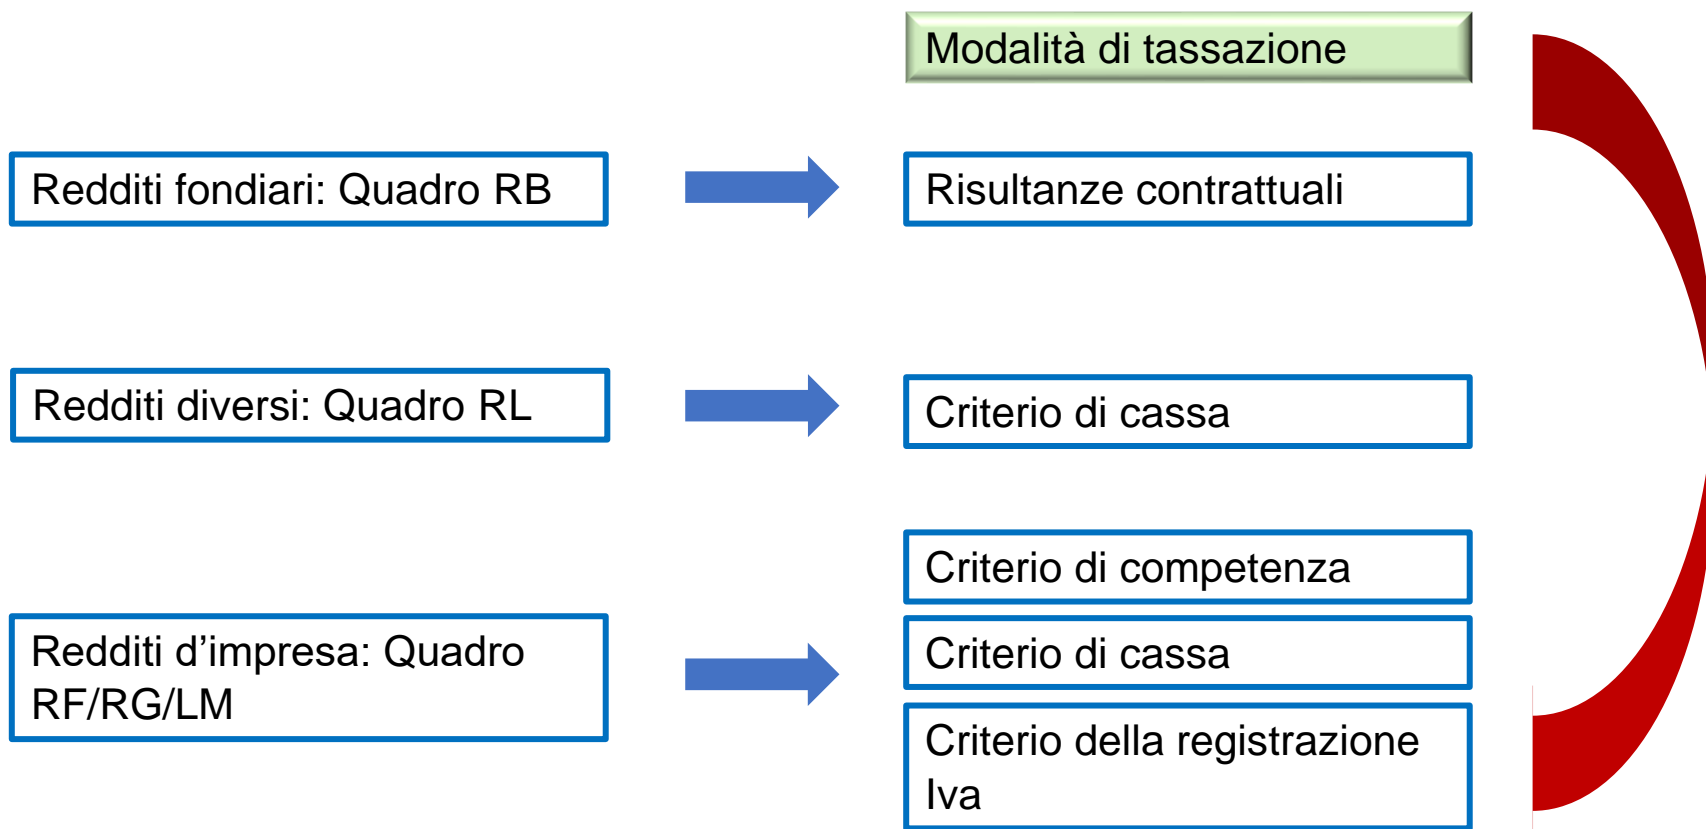 Modalità di tassazione
Redditi fondiari: Quadro RB
Risultanze contrattuali
Redditi diversi: Quadro RL
Criterio di cassa
Redditi d’impresa: Quadro
RF/RG/LM
Criterio di competenza
Criterio di cassa
Criterio della registrazione
Iva